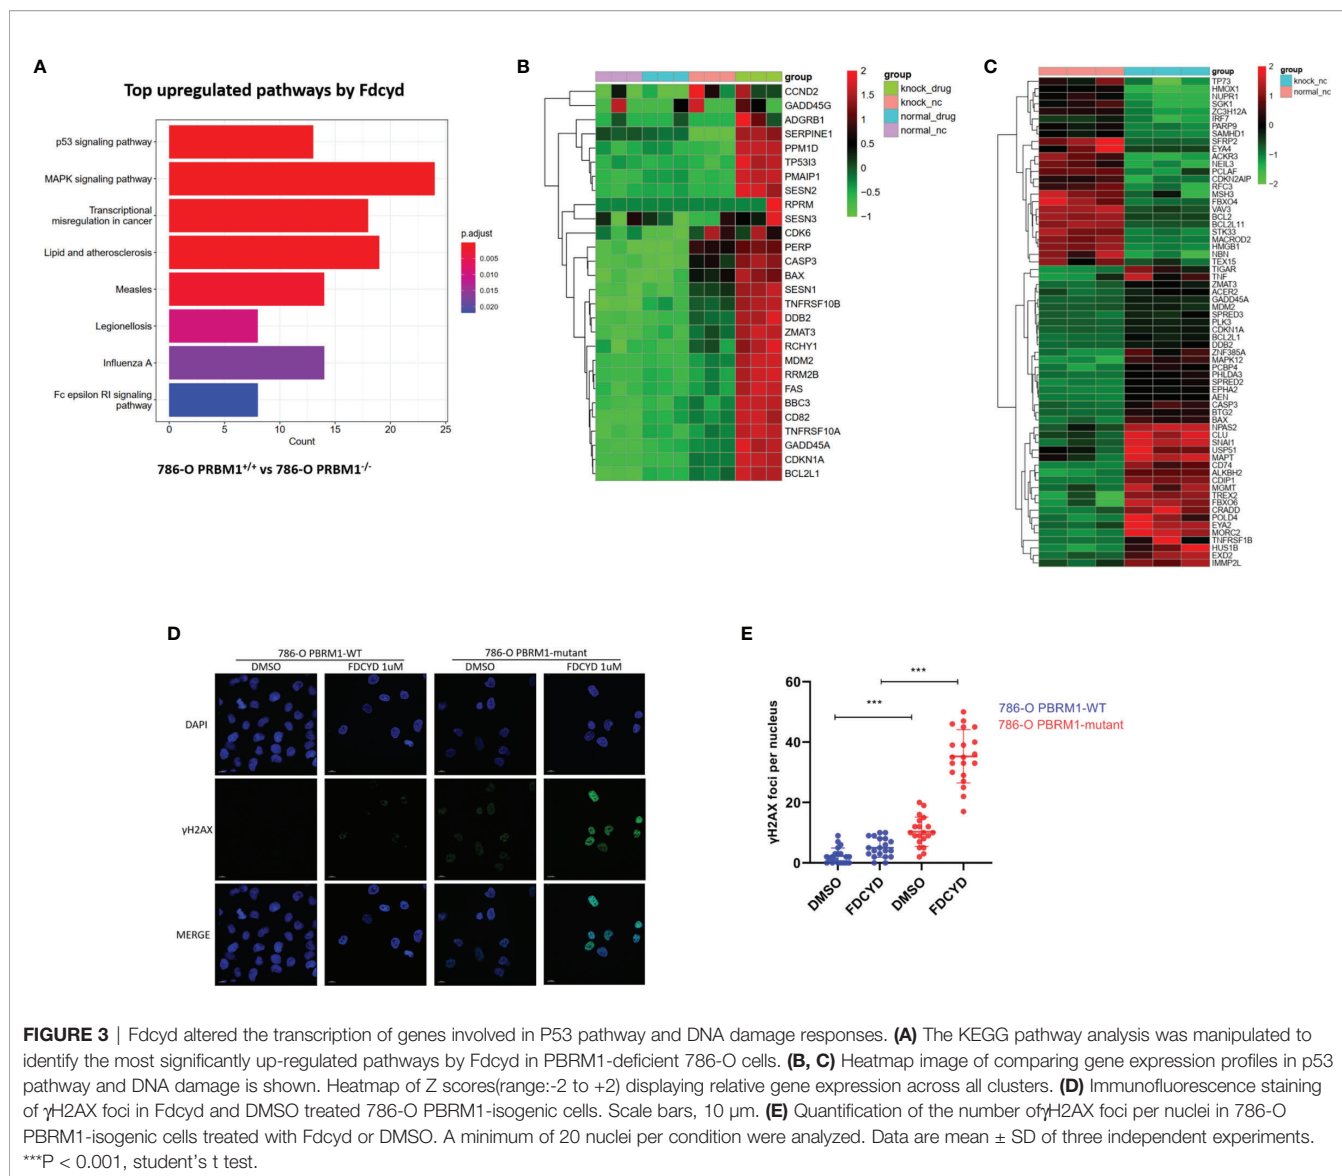 A
Top upregulated pathways by Fdcyd
p53 signaling pathway
MAPK signaling pathway
Transcriptional
misregulation in cancer
Lipid and atherosclerosis
Measles
Legionellosis
Influenza A
Fc epsilon RI signaling
pathway
0 5 10 15 20 25
Count
p.adjust
0.005
0.010
0.015
0.020
786-O PRBM1+/+ vs 786-O PRBM1-/-
B
group
CCND2
GADD45G
ADGRB1
SERPINE1
PPM1D
TP53I3
PMAIP1
SESN2
RPRM
SESN3
CDK6
PERP
CASP3
BAX
SESN1
TNFRSF10B
DDB2
ZMAT3
RCHY1
MDM2
RRM2B
FAS
BBC3
CD82
TNFRSF10A
GADD45A
CDKN1A
BCL2L1
2
1.5
1
0.5
0
−0.5
−1
group
knock_drug
knock_nc
normal_drug
normal_nc
C
group
TP73
HMOX1
NUPR1
SGK1
ZC3H12A
IRF7
PARP9
SAMHD1
SFRP2
EYA4
ACKR3
NEIL3
PCLAF
CDKN2AIP
RFC3
MSH3
FBXO4
VAV3
BCL2
BCL2L11
STK33
MACROD2
HMGB1
NBN
TEX15
TIGAR
TNF
ZMAT3
ACER2
GADD45A
MDM2
SPRED3
PLK3
CDKN1A
BCL2L1
DDB2
ZNF385A
MAPK12
PCBP4
PHLDA3
SPRED2
EPHA2
AEN
CASP3
BTG2
BAX
NPAS2
CLU
SNAI1
USP51
MAPT
CD74
ALKBH2
CDIP1
MGMT
TREX2
FBXO6
CRADD
POLD4
EYA2
MORC2
TNFRSF1B
HUS1B
EXD2
IMMP2L
2
1
0
−1
−2
group
knock_nc
normal_nc
D
786-O PBRM1-WT 786-O PBRM1-mutant
DMSO FDCYD 1uM DMSO FDCYD 1uM
DAPI
γH2AX
MERGE
E
γH2AX foci per nucleus
60
40
20
0
***
***
DMSO FDCYD DMSO FDCYD
786-O PBRM1-WT
786-O PBRM1-mutant
FIGURE 3 | Fdcyd altered the transcription of genes involved in P53 pathway and DNA damage responses. (A) The KEGG pathway analysis was manipulated to
identify the most significantly up-regulated pathways by Fdcyd in PBRM1-deficient 786-O cells. (B, C) Heatmap image of comparing gene expression profiles in p53
pathway and DNA damage is shown. Heatmap of Z scores(range:-2 to +2) displaying relative gene expression across all clusters. (D) Immunofluorescence staining
of γH2AX foci in Fdcyd and DMSO treated 786-O PBRM1-isogenic cells. Scale bars, 10 μm. (E) Quantification of the number ofγH2AX foci per nuclei in 786-O
PBRM1-isogenic cells treated with Fdcyd or DMSO. A minimum of 20 nuclei per condition were analyzed. Data are mean ± SD of three independent experiments.
***P < 0.001, student's t test.